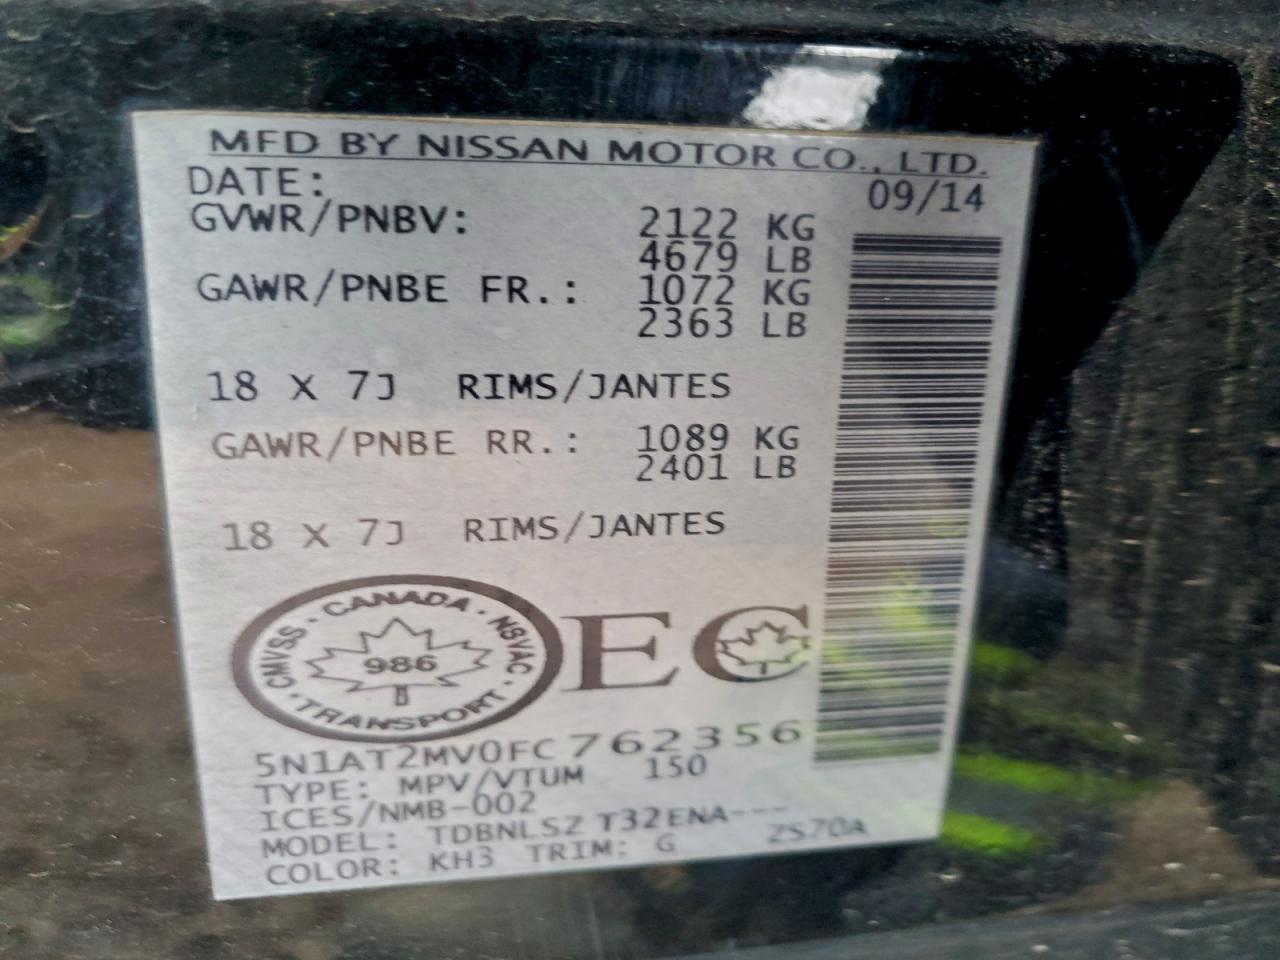 MFD BY NISSAN MOTOR CO., LTD.
DATE: 09/14
GVWR/PNBV: 2122 KG
4679 LB
GAWR/PNBE FR.: 1072 KG
2363 LB
18 X 7J RIMS/JANTES
GAWR/PNBE RR.: 1089 KG
2401 LB
18 X 7J RIMS/JANTES
CANADA · NSVAC · TRANSPORT · CMVSS ·
986
EC
5N1AT2MV0FC762356
TYPE: MPV/VTUM 150
ICES/NMB-002
MODEL: TDBNLSZ T32ENA---
COLOR: KH3 TRIM: G ZS70A